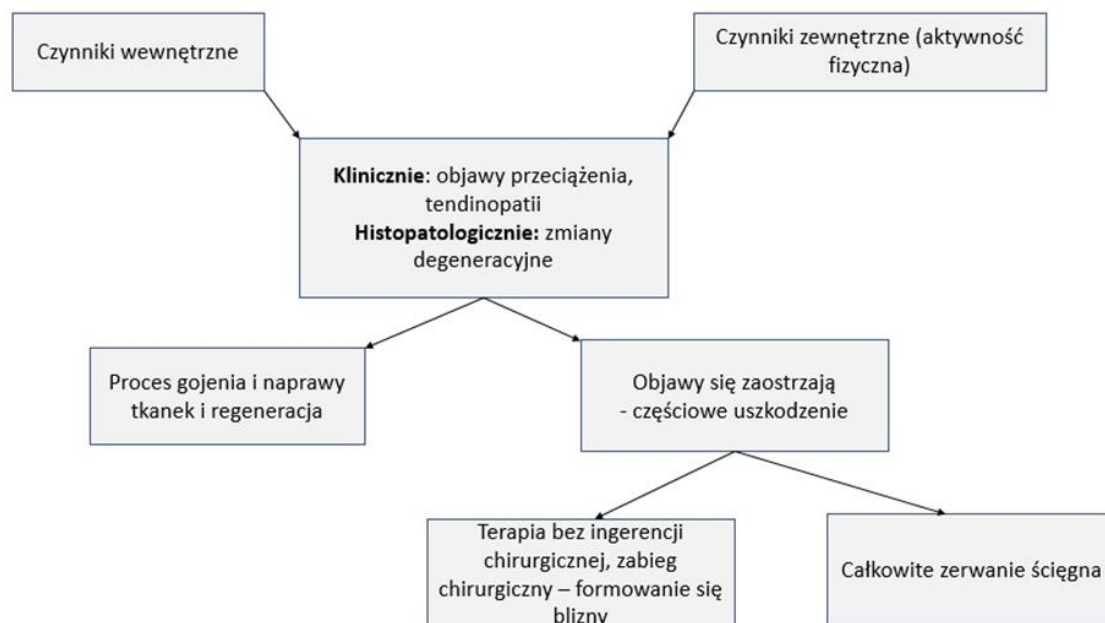 Czynniki wewnętrzne
Czynniki zewnętrzne (aktywność
fizyczna)
Klinicznie: objawy przeciążenia,
tendinopatii
Histopatologicznie: zmiany
degeneracyjne
Proces gojenia i naprawy
tkanek i regeneracja
Objawy się zaostrzają
- częściowe uszkodzenie
Terapia bez ingerencji
chirurgicznej, zabieg
chirurgiczny – formowanie się
blizny
Całkowite zerwanie ścięgna